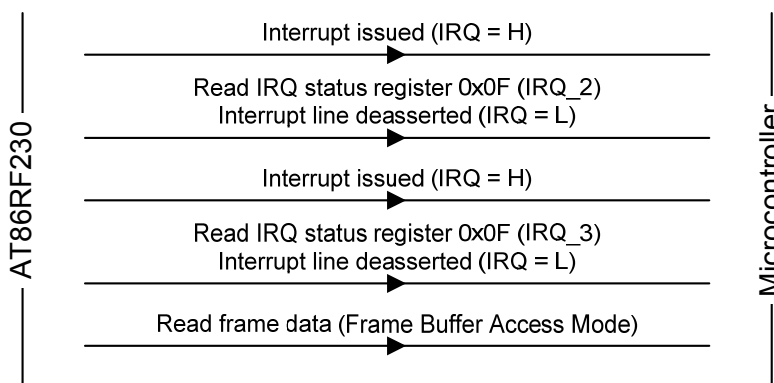 Interrupt issued (IRQ = H)
Read IRQ status register 0x0F (IRQ_2)
Interrupt line deasserted (IRQ = L)
Interrupt issued (IRQ = H)
Read IRQ status register 0x0F (IRQ_3)
Interrupt line deasserted (IRQ = L)
Read frame data (Frame Buffer Access Mode)
AT86RF230
Microcontroller